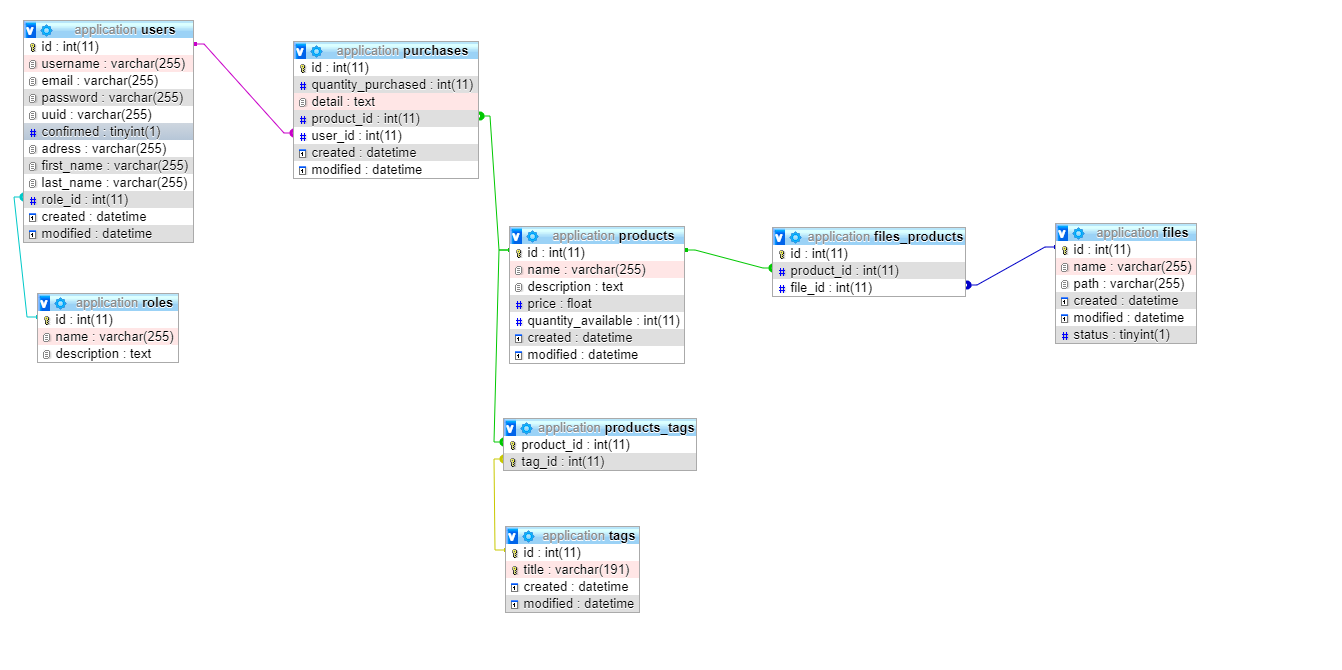 application users
id : int(11)
username : varchar(255)
email : varchar(255)
password : varchar(255)
uuid : varchar(255)
confirmed : tinyint(1)
adress : varchar(255)
first_name : varchar(255)
last_name : varchar(255)
role_id : int(11)
created : datetime
modified : datetime
application purchases
id : int(11)
quantity_purchased : int(11)
detail : text
product_id : int(11)
user_id : int(11)
created : datetime
modified : datetime
application roles
id : int(11)
name : varchar(255)
description : text
application products
id : int(11)
name : varchar(255)
description : text
price : float
quantity_available : int(11)
created : datetime
modified : datetime
application files_products
id : int(11)
product_id : int(11)
file_id : int(11)
application files
id : int(11)
name : varchar(255)
path : varchar(255)
created : datetime
modified : datetime
status : tinyint(1)
application products_tags
product_id : int(11)
tag_id : int(11)
application tags
id : int(11)
title : varchar(191)
created : datetime
modified : datetime